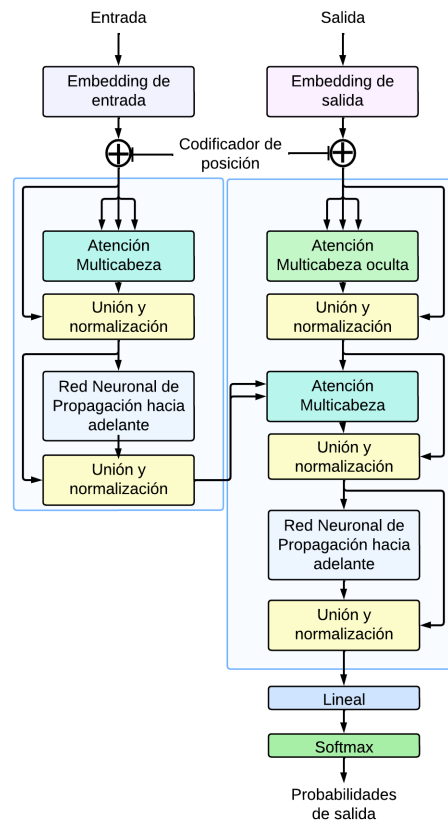 Entrada
Embedding de
entrada
Salida
Embedding de
salida
Codificador de
posición
Atención
Multicabeza
Unión y
normalización
Red Neuronal de
Propagación hacia
adelante
Unión y
normalización
Atención
Multicabeza oculta
Unión y
normalización
Atención
Multicabeza
Unión y
normalización
Red Neuronal de
Propagación hacia
adelante
Unión y
normalización
Lineal
Softmax
Probabilidades
de salida